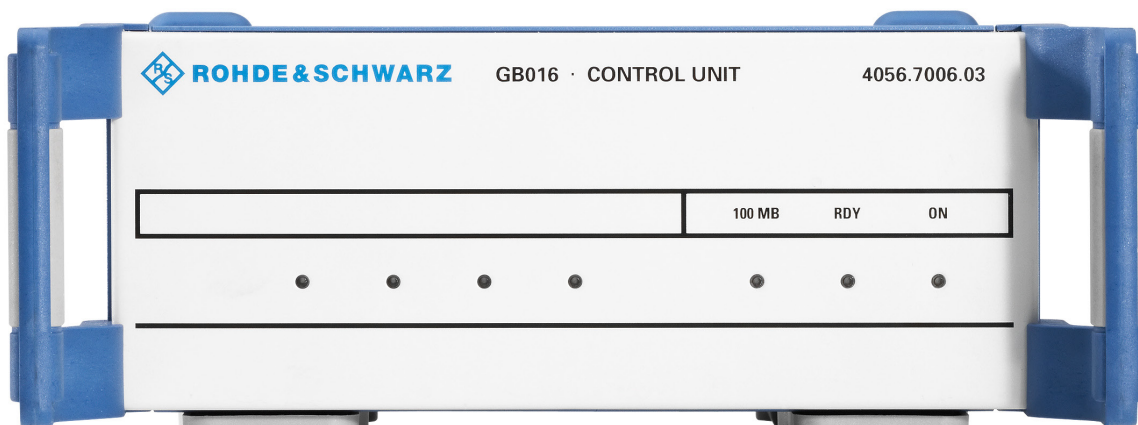 R&S ROHDE & SCHWARZ GB016 · CONTROL UNIT 4056.7006.03
100 MB RDY ON